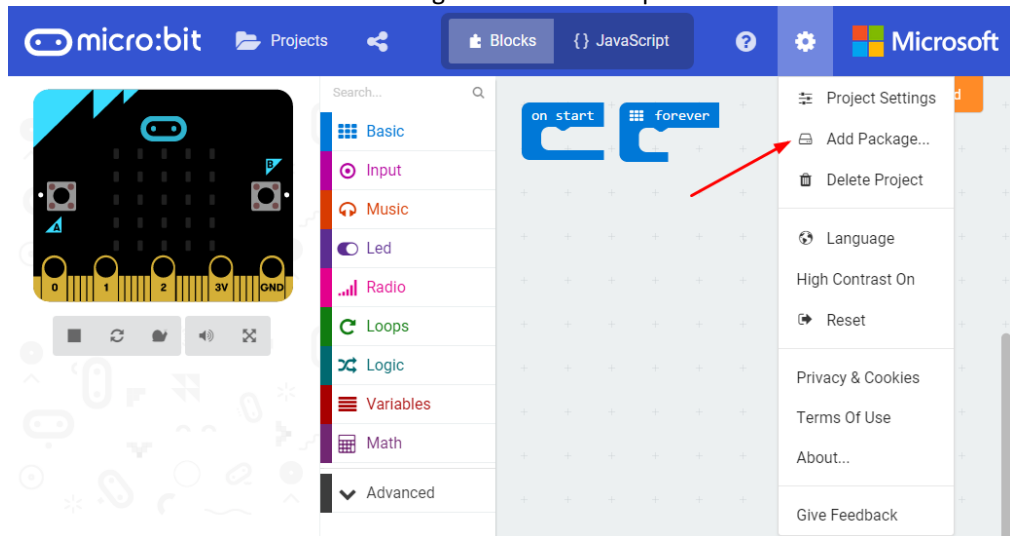 micro:bit Projects Blocks {} JavaScript ? Microsoft
Search...
Basic
Input
Music
Led
Radio
Loops
Logic
Variables
Math
Advanced
on start
forever
Project Settings
Add Package...
Delete Project
Language
High Contrast On
Reset
Privacy & Cookies
Terms Of Use
About...
Give Feedback
d
B
A
0 1 2 3V GND